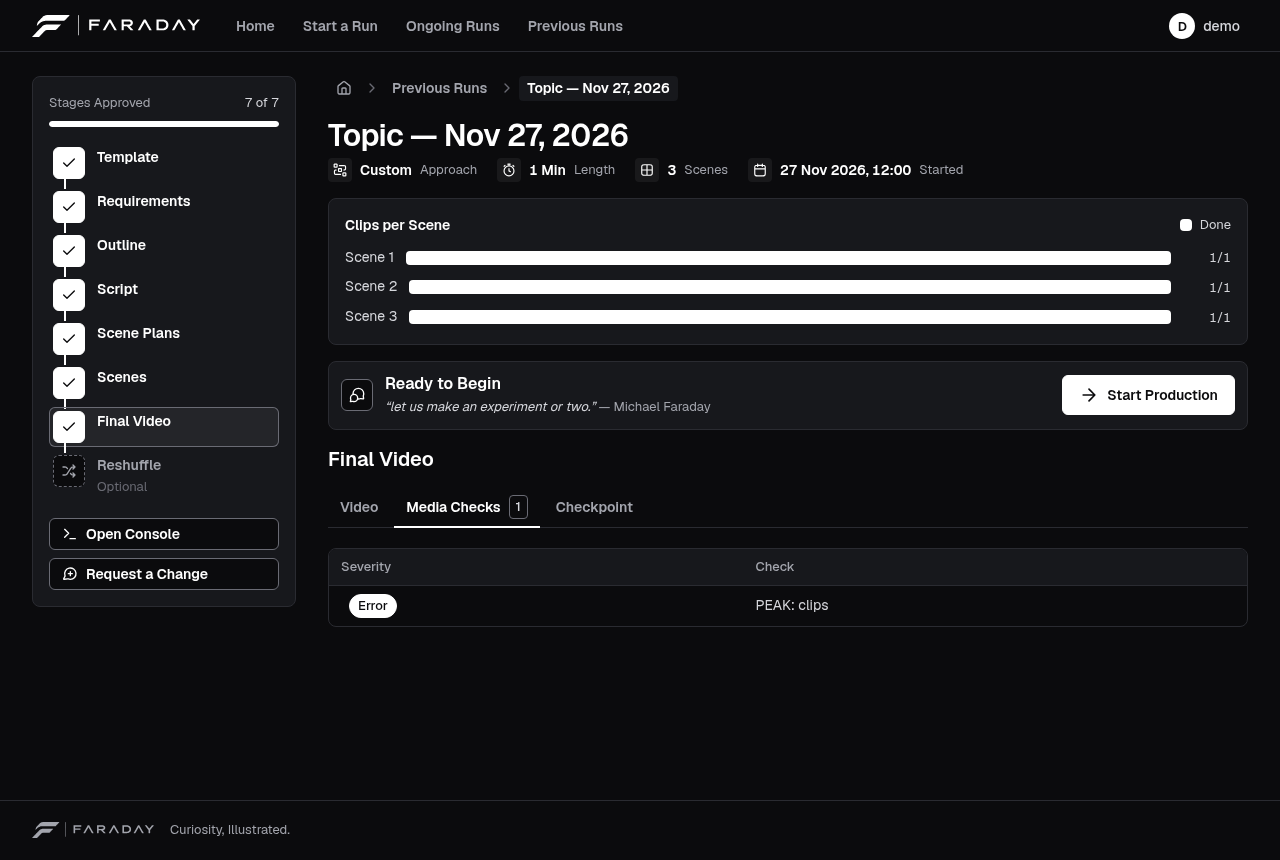 FARADAY
Home
Start a Run
Ongoing Runs
Previous Runs
D
demo
Stages Approved
7 of 7
Template
Requirements
Outline
Script
Scene Plans
Scenes
Final Video
Reshuffle
Optional
Open Console
Request a Change
Previous Runs
Topic — Nov 27, 2026
Topic — Nov 27, 2026
Custom Approach
1 Min Length
3 Scenes
27 Nov 2026, 12:00 Started
Clips per Scene
Done
Scene 1
1/1
Scene 2
1/1
Scene 3
1/1
Ready to Begin
“let us make an experiment or two.” — Michael Faraday
Start Production
Final Video
Video
Media Checks 1
Checkpoint
Severity
Check
Error
PEAK: clips
FARADAY
Curiosity, Illustrated.